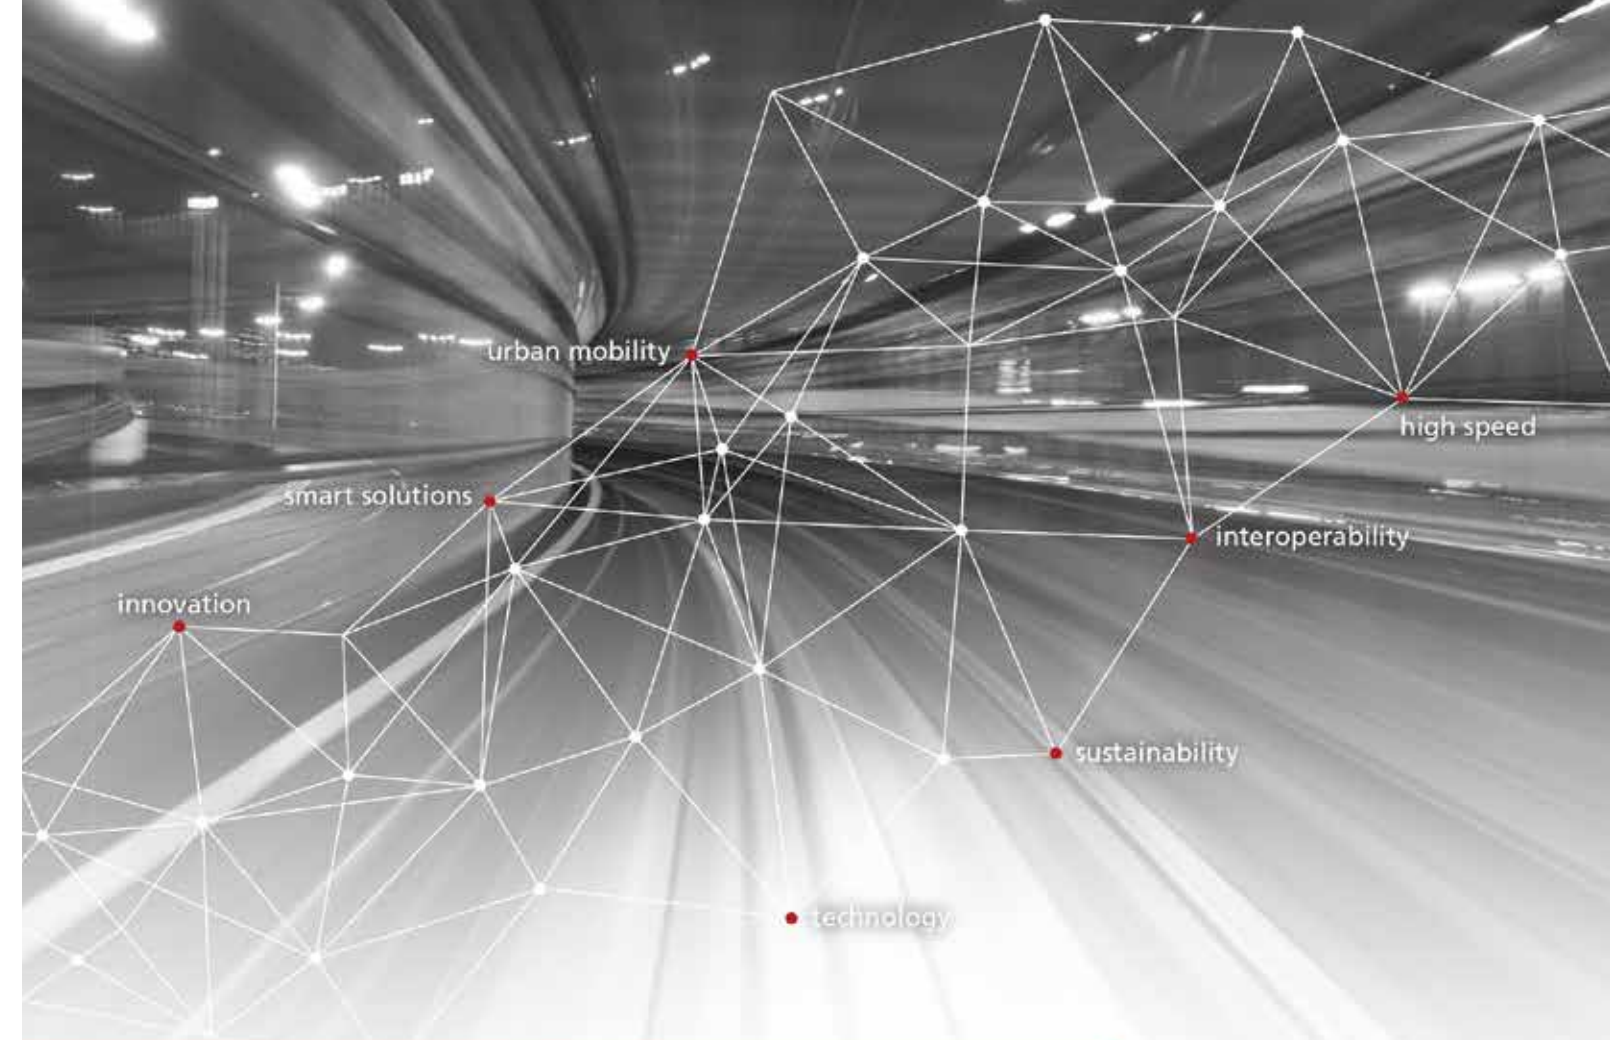 urban mobility
high speed
smart solutions
interoperability
innovation
sustainability
technology